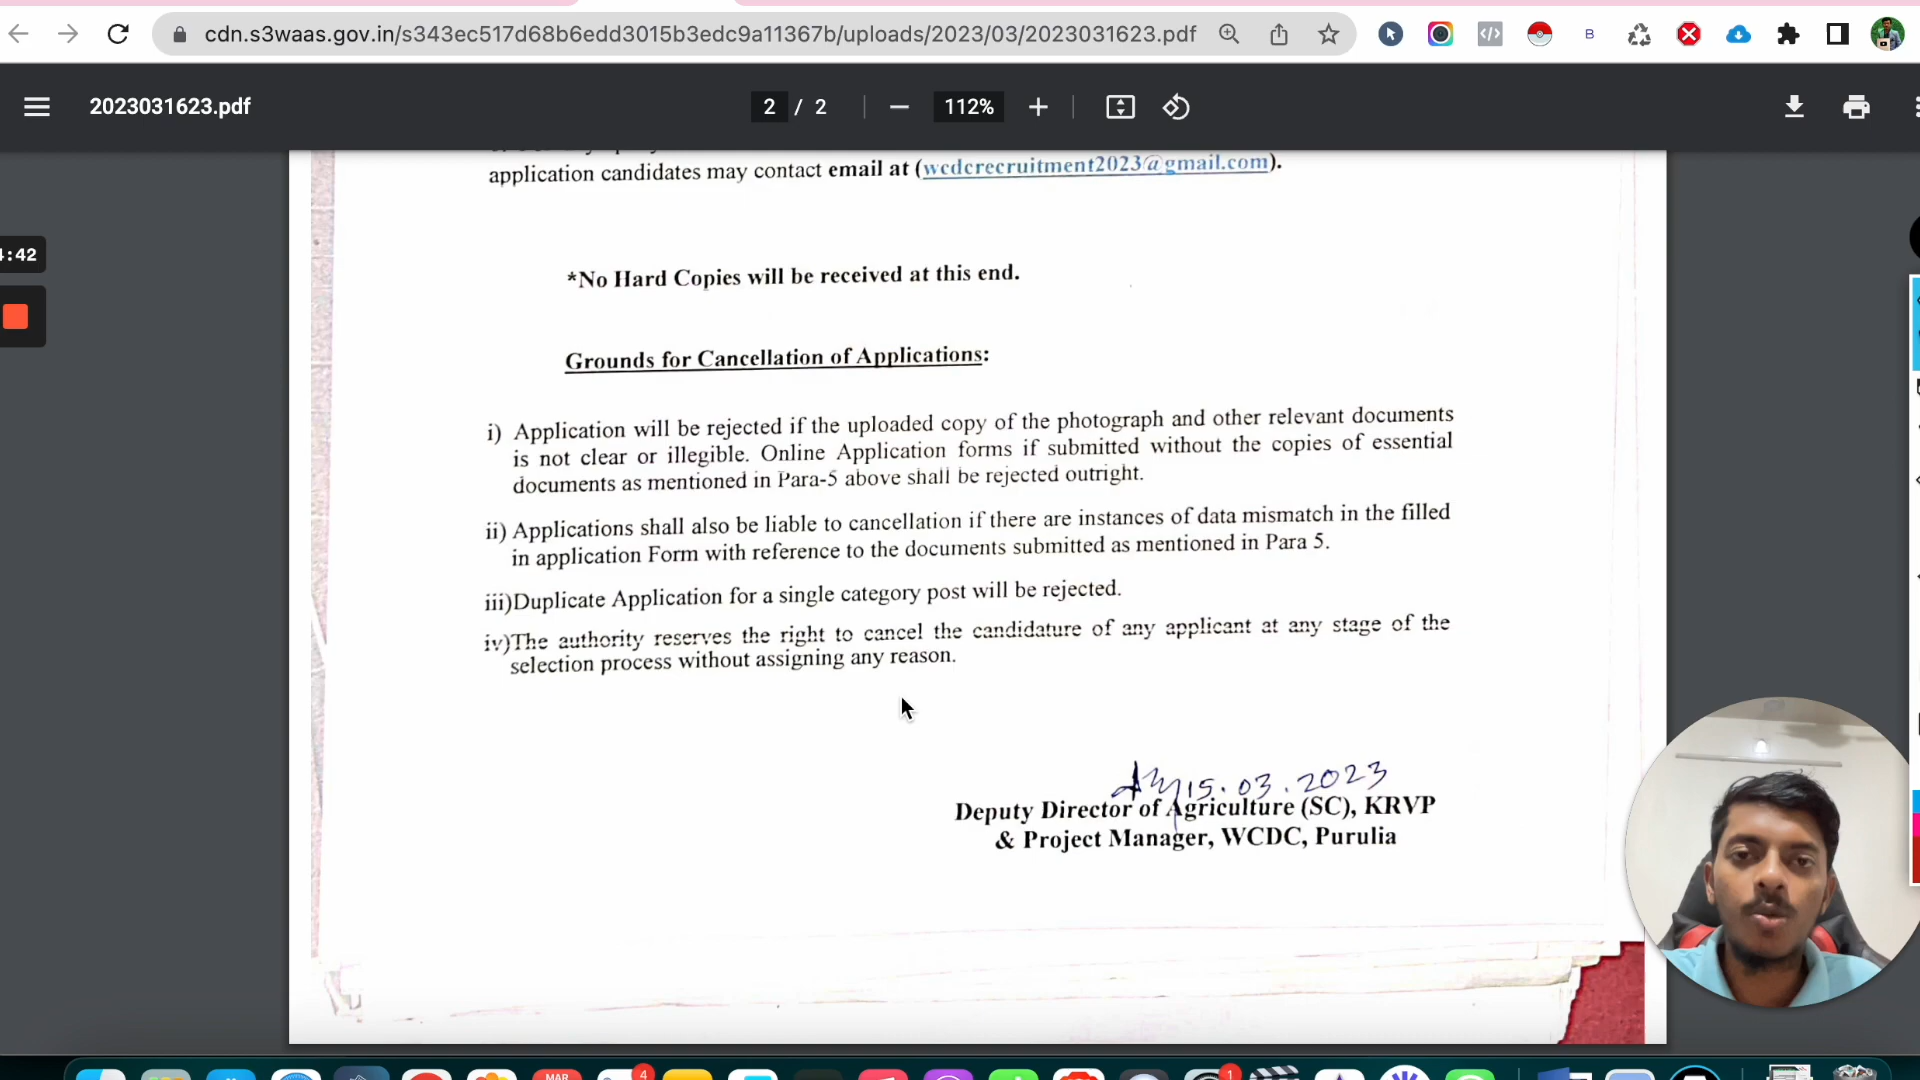 cdn.s3waas.gov.in/s343ec517d68b6edd3015b3edc9a11367b/uploads/2023/03/2023031623.pdf
2023031623.pdf
2 / 2
112%
application candidates may contact email at (wcdcrecruitment2023@gmail.com).
:42
*No Hard Copies will be received at this end.
Grounds for Cancellation of Applications:
i) Application will be rejected if the uploaded copy of the photograph and other relevant documents
is not clear or illegible. Online Application forms if submitted without the copies of essential
documents as mentioned in Para-5 above shall be rejected outright.
ii) Applications shall also be liable to cancellation if there are instances of data mismatch in the filled
in application Form with reference to the documents submitted as mentioned in Para 5.
iii)Duplicate Application for a single category post will be rejected.
iv)The authority reserves the right to cancel the candidature of any applicant at any stage of the
selection process without assigning any reason.
15.03.2023
Deputy Director of Agriculture (SC), KRVP
& Project Manager, WCDC, Purulia
MAR
4
1